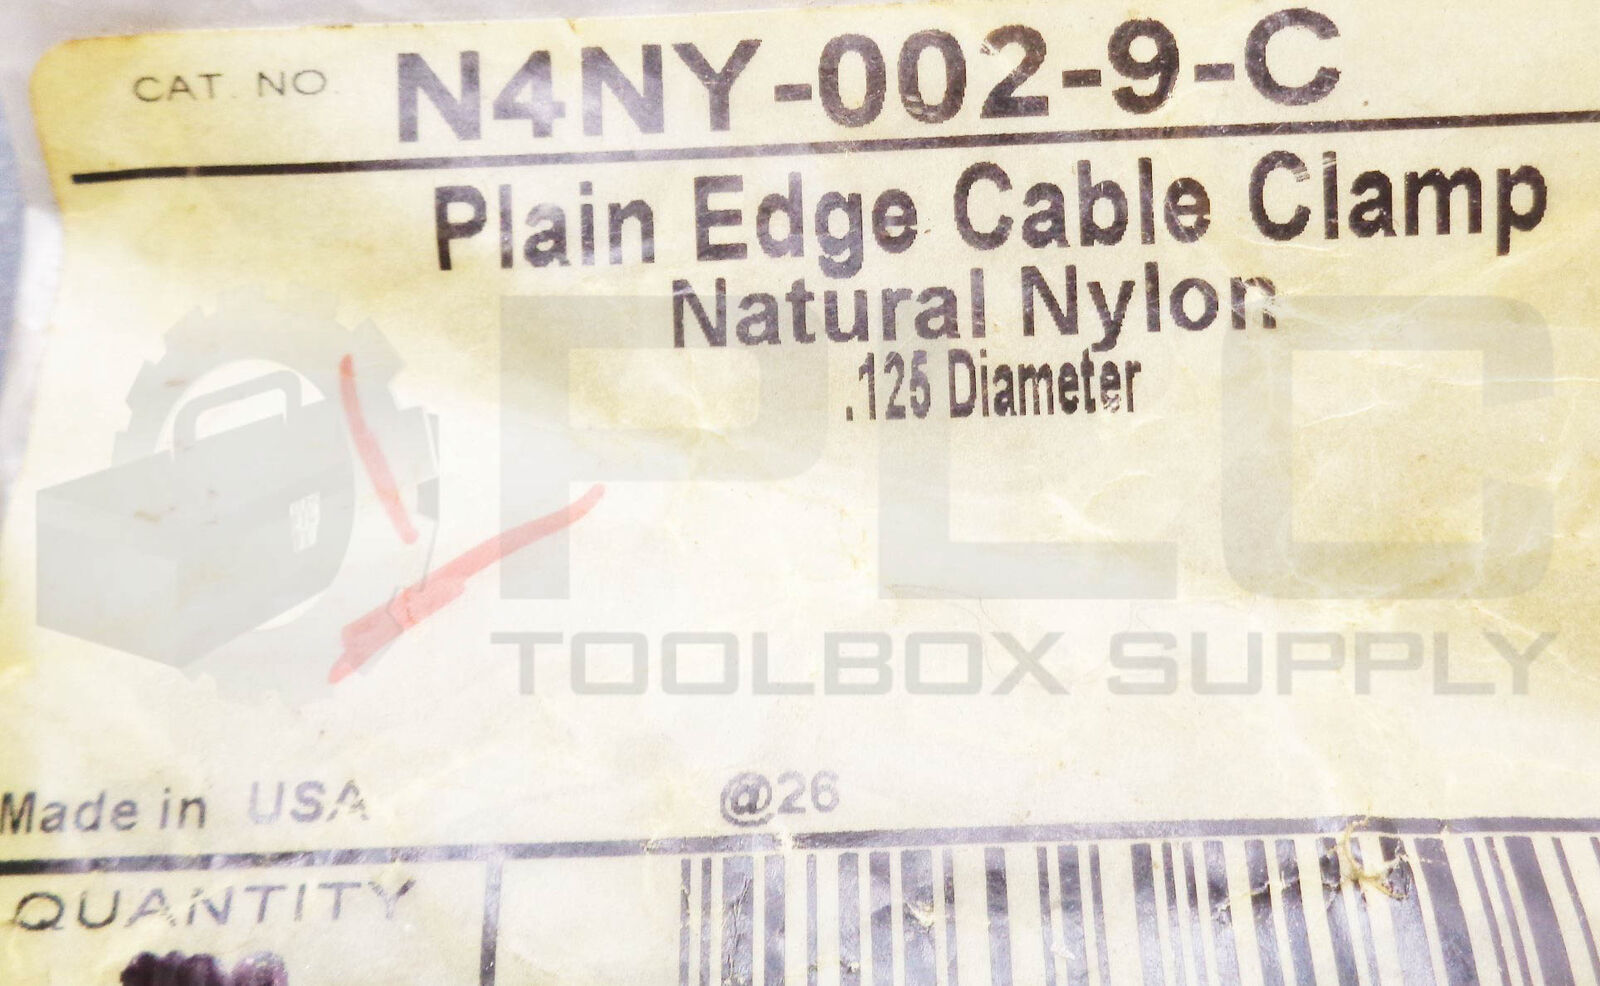 CAT. NO. N4NY-002-9-C
Plain Edge Cable Clamp
Natural Nylon
.125 Diameter
PLC
TOOLBOX SUPPLY
Made in USA @26
QUANTITY